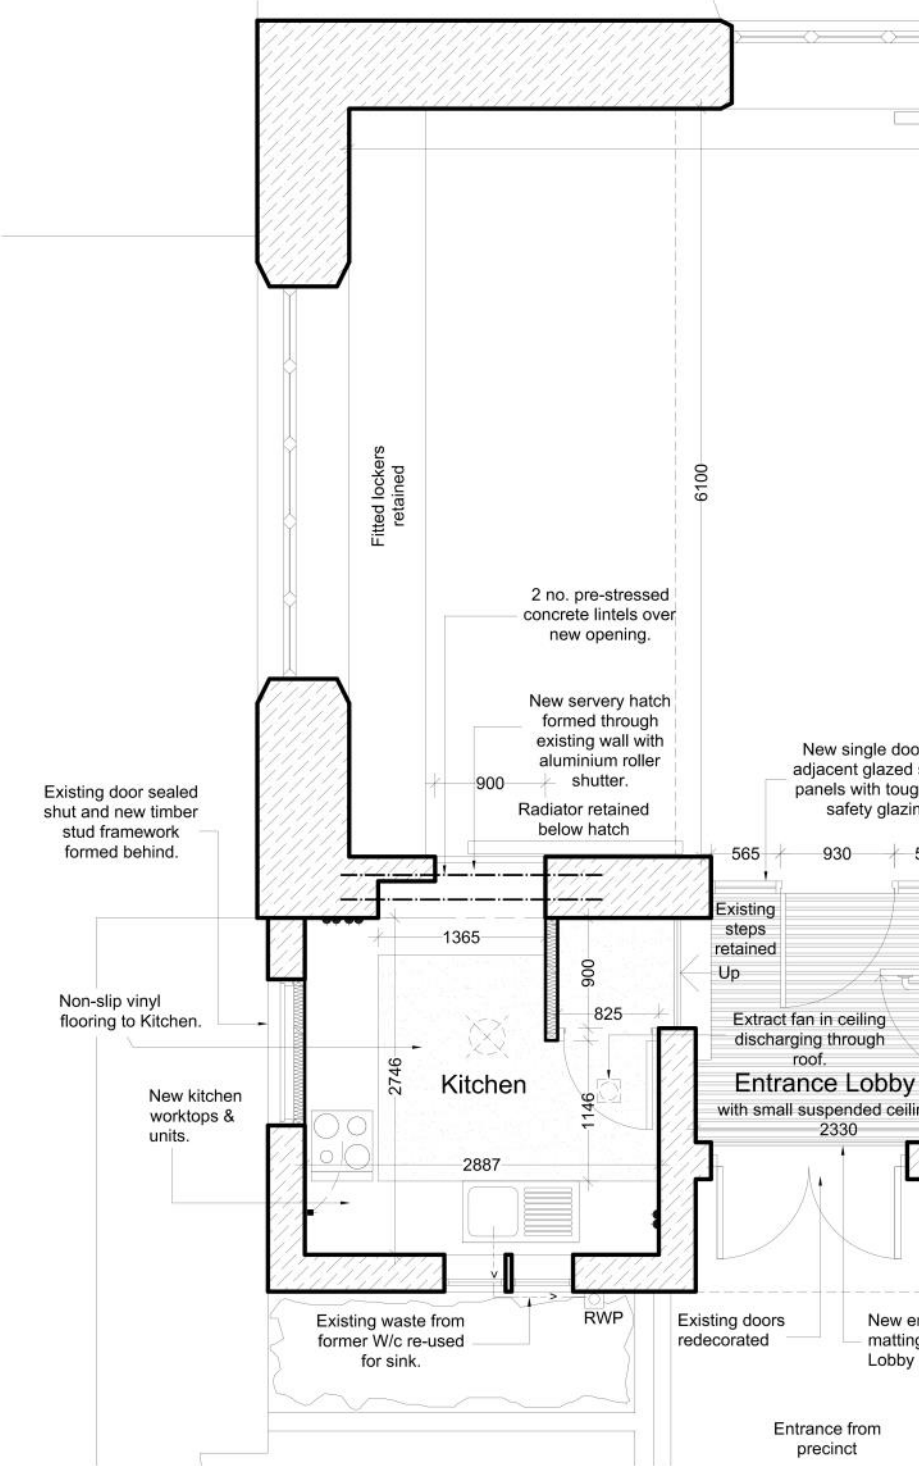 Fitted lockers
retained
6100
2 no. pre-stressed
concrete lintels over
new opening.
New servery hatch
formed through
existing wall with
aluminium roller
shutter.
900
Radiator retained
below hatch
New single doo
adjacent glazed s
panels with toug
safety glazin
Existing door sealed
shut and new timber
stud framework
formed behind.
565
930
5
Existing
steps
retained
Up
1365
900
825
Non-slip vinyl
flooring to Kitchen.
Extract fan in ceiling
discharging through
roof.
2746
Kitchen
1146
Entrance Lobby
with small suspended ceilin
2330
New kitchen
worktops &
units.
2887
v
>
RWP
Existing waste from
former W/c re-used
for sink.
Existing doors
redecorated
New en
matting
Lobby
Entrance from
precinct